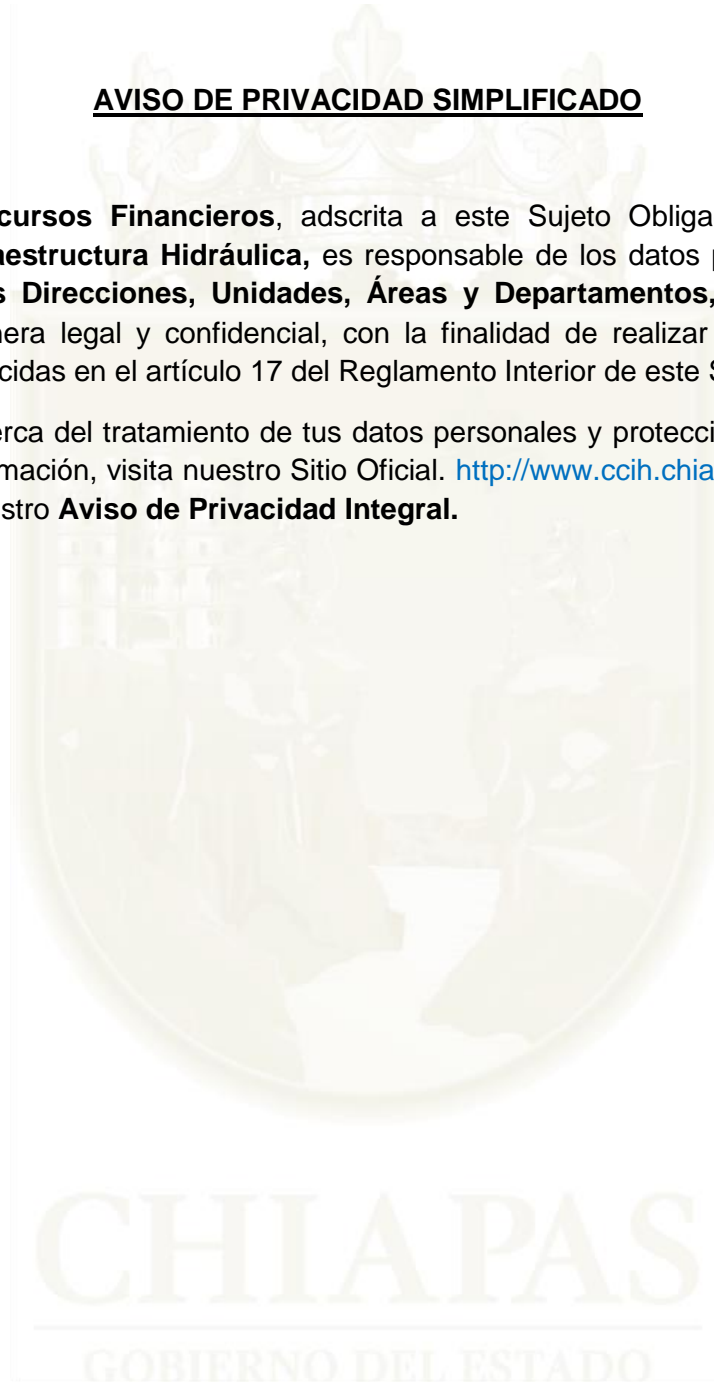 AVISO DE PRIVACIDAD SIMPLIFICADO
cursos Financieros, adscrita a este Sujeto Obliga
aestructura Hidráulica, es responsable de los datos p
s Direcciones, Unidades, Áreas y Departamentos,
nera legal y confidencial, con la finalidad de realizar
cidas en el artículo 17 del Reglamento Interior de este S
erca del tratamiento de tus datos personales y protecci
rmación, visita nuestro Sitio Oficial. http://www.ccih.chia
stro Aviso de Privacidad Integral.
CHIAPAS
GOBIERNO DEL ESTADO